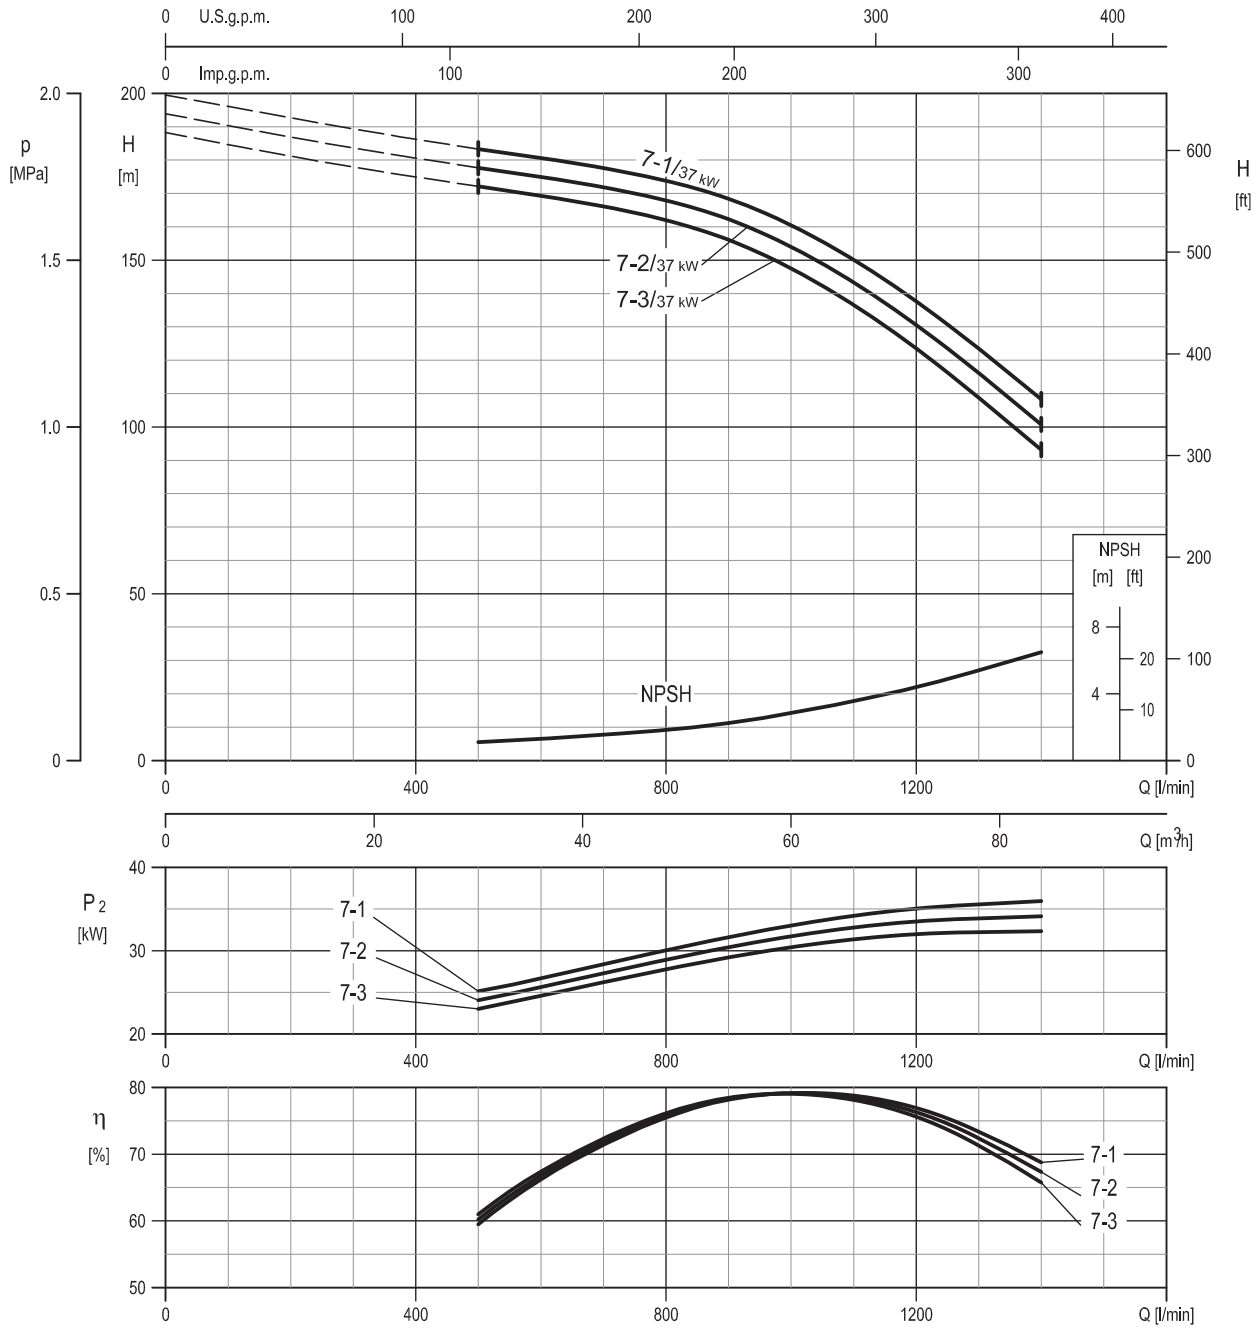 0 U.S.g.p.m. 100 200 300 400
0 Imp.g.p.m. 100 200 300
p
[MPa]
2.0
1.5
1.0
0.5
0
H
[m]
200
150
100
50
0
H
[ft]
600
500
400
300
200
100
0
7-1/37 kW
7-2/37 kW
7-3/37 kW
NPSH
NPSH
[m] [ft]
8
20
4
10
0 400 800 1200 Q [l/min]
0 20 40 60 80 Q [m³/h]
P2
[kW]
40
30
20
7-1
7-2
7-3
0 400 800 1200 Q [l/min]
η
[%]
80
70
60
50
7-1
7-2
7-3
0 400 800 1200 Q [l/min]